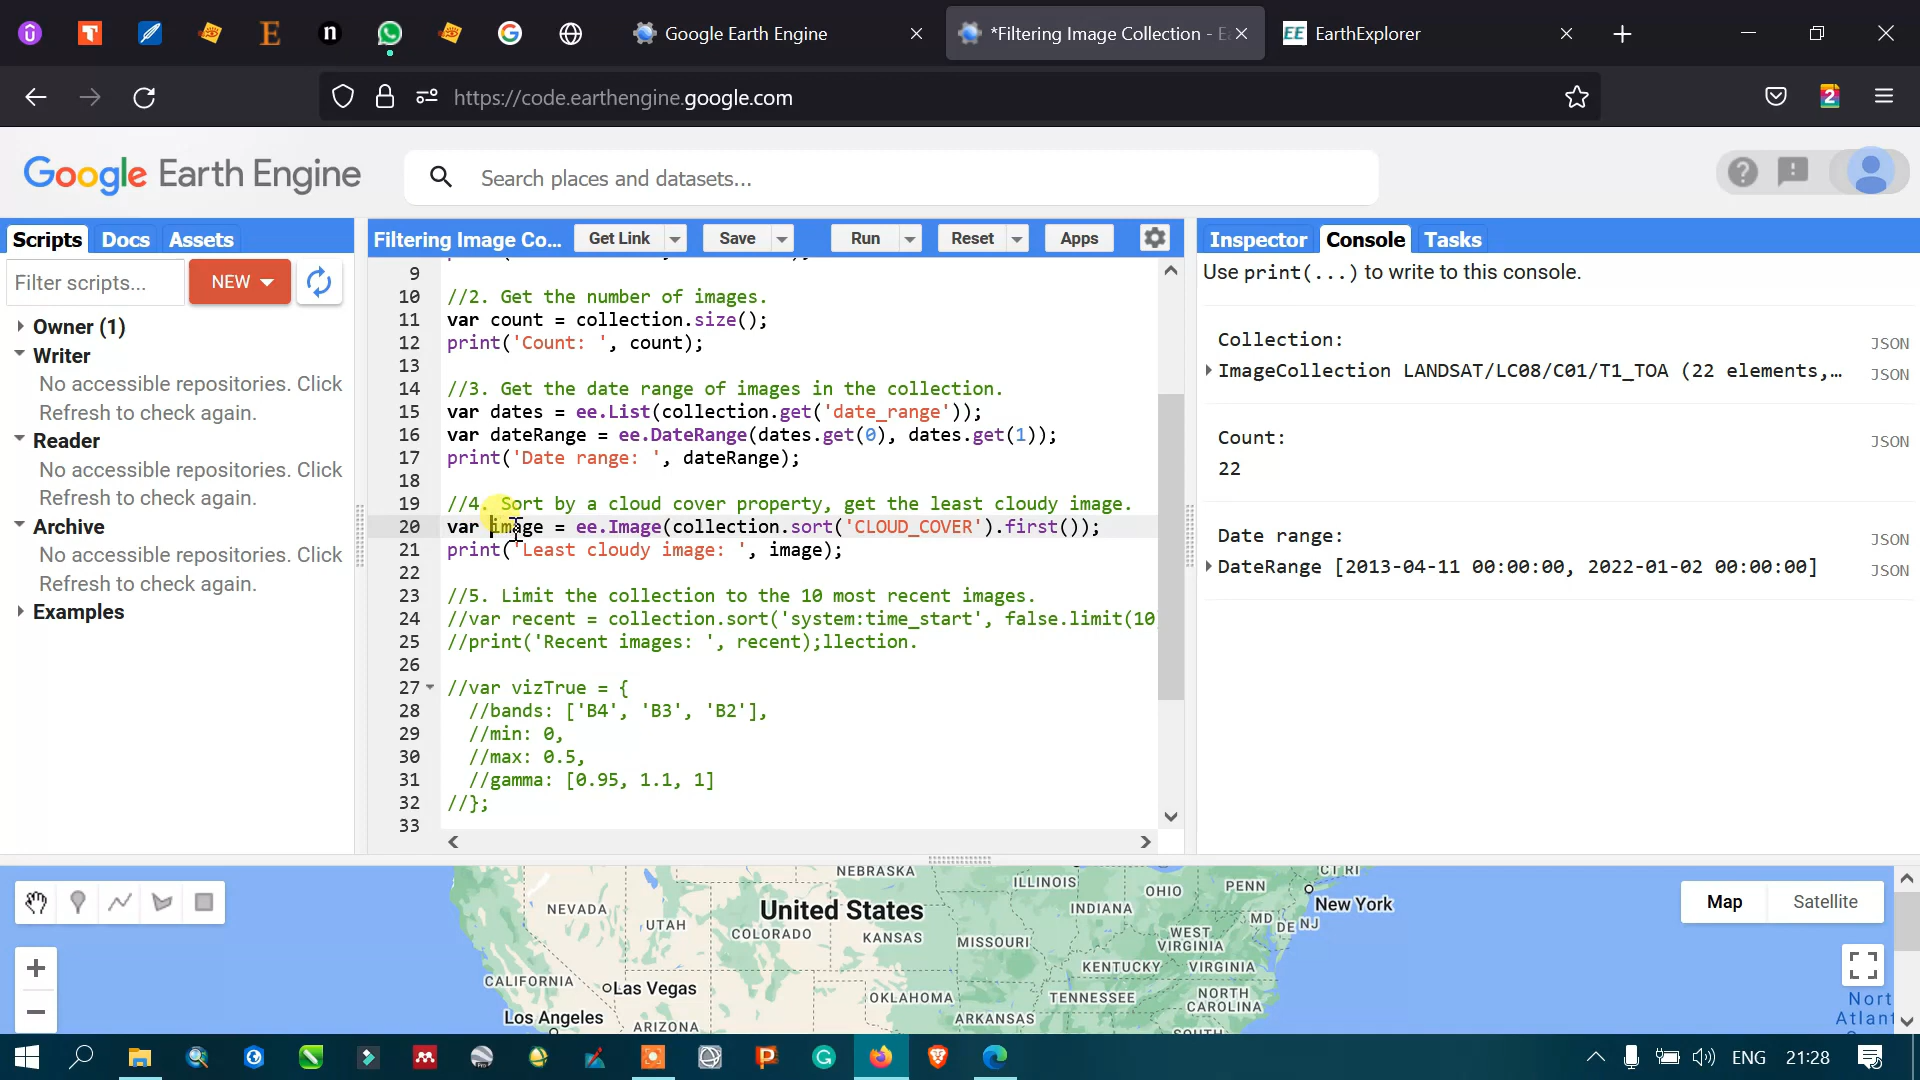 Google Earth Engine
*Filtering Image Collection - Ea
EE EarthExplorer
https://code.earthengine.google.com
2
Google Earth Engine
Search places and datasets...
Scripts Docs Assets
Filter scripts...
NEW
Owner (1)
Writer
No accessible repositories. Click
Refresh to check again.
Reader
No accessible repositories. Click
Refresh to check again.
Archive
No accessible repositories. Click
Refresh to check again.
Examples
Filtering Image Co...
Get Link
Save
Run
Reset
Apps
9
10 //2. Get the number of images.
11 var count = collection.size();
12 print('Count: ', count);
13
14 //3. Get the date range of images in the collection.
15 var dates = ee.List(collection.get('date_range'));
16 var dateRange = ee.DateRange(dates.get(0), dates.get(1));
17 print('Date range: ', dateRange);
18
19 //4. Sort by a cloud cover property, get the least cloudy image.
20 var image = ee.Image(collection.sort('CLOUD_COVER').first());
21 print('Least cloudy image: ', image);
22
23 //5. Limit the collection to the 10 most recent images.
24 //var recent = collection.sort('system:time_start', false.limit(10
25 //print('Recent images: ', recent);llection.
26
27 //var vizTrue = {
28 //bands: ['B4', 'B3', 'B2'],
29 //min: 0,
30 //max: 0.5,
31 //gamma: [0.95, 1.1, 1]
32 //};
33
Inspector Console Tasks
Use print(...) to write to this console.
Collection: JSON
ImageCollection LANDSAT/LC08/C01/T1_TOA (22 elements,... JSON
Count: JSON
22
Date range: JSON
DateRange [2013-04-11 00:00:00, 2022-01-02 00:00:00] JSON
NEBRASKA
ILLINOIS
OHIO
PENN
CT RI
New York
NEVADA
UTAH
United States
COLORADO
KANSAS
MISSOURI
INDIANA
MD
DE NJ
WEST
VIRGINIA
KENTUCKY
VIRGINIA
CALIFORNIA
Las Vegas
Los Angeles
ARIZONA
OKLAHOMA
ARKANSAS
TENNESSEE
NORTH
CAROLINA
SOUTH
Map
Satellite
Nort
Atlant
ENG
21:28